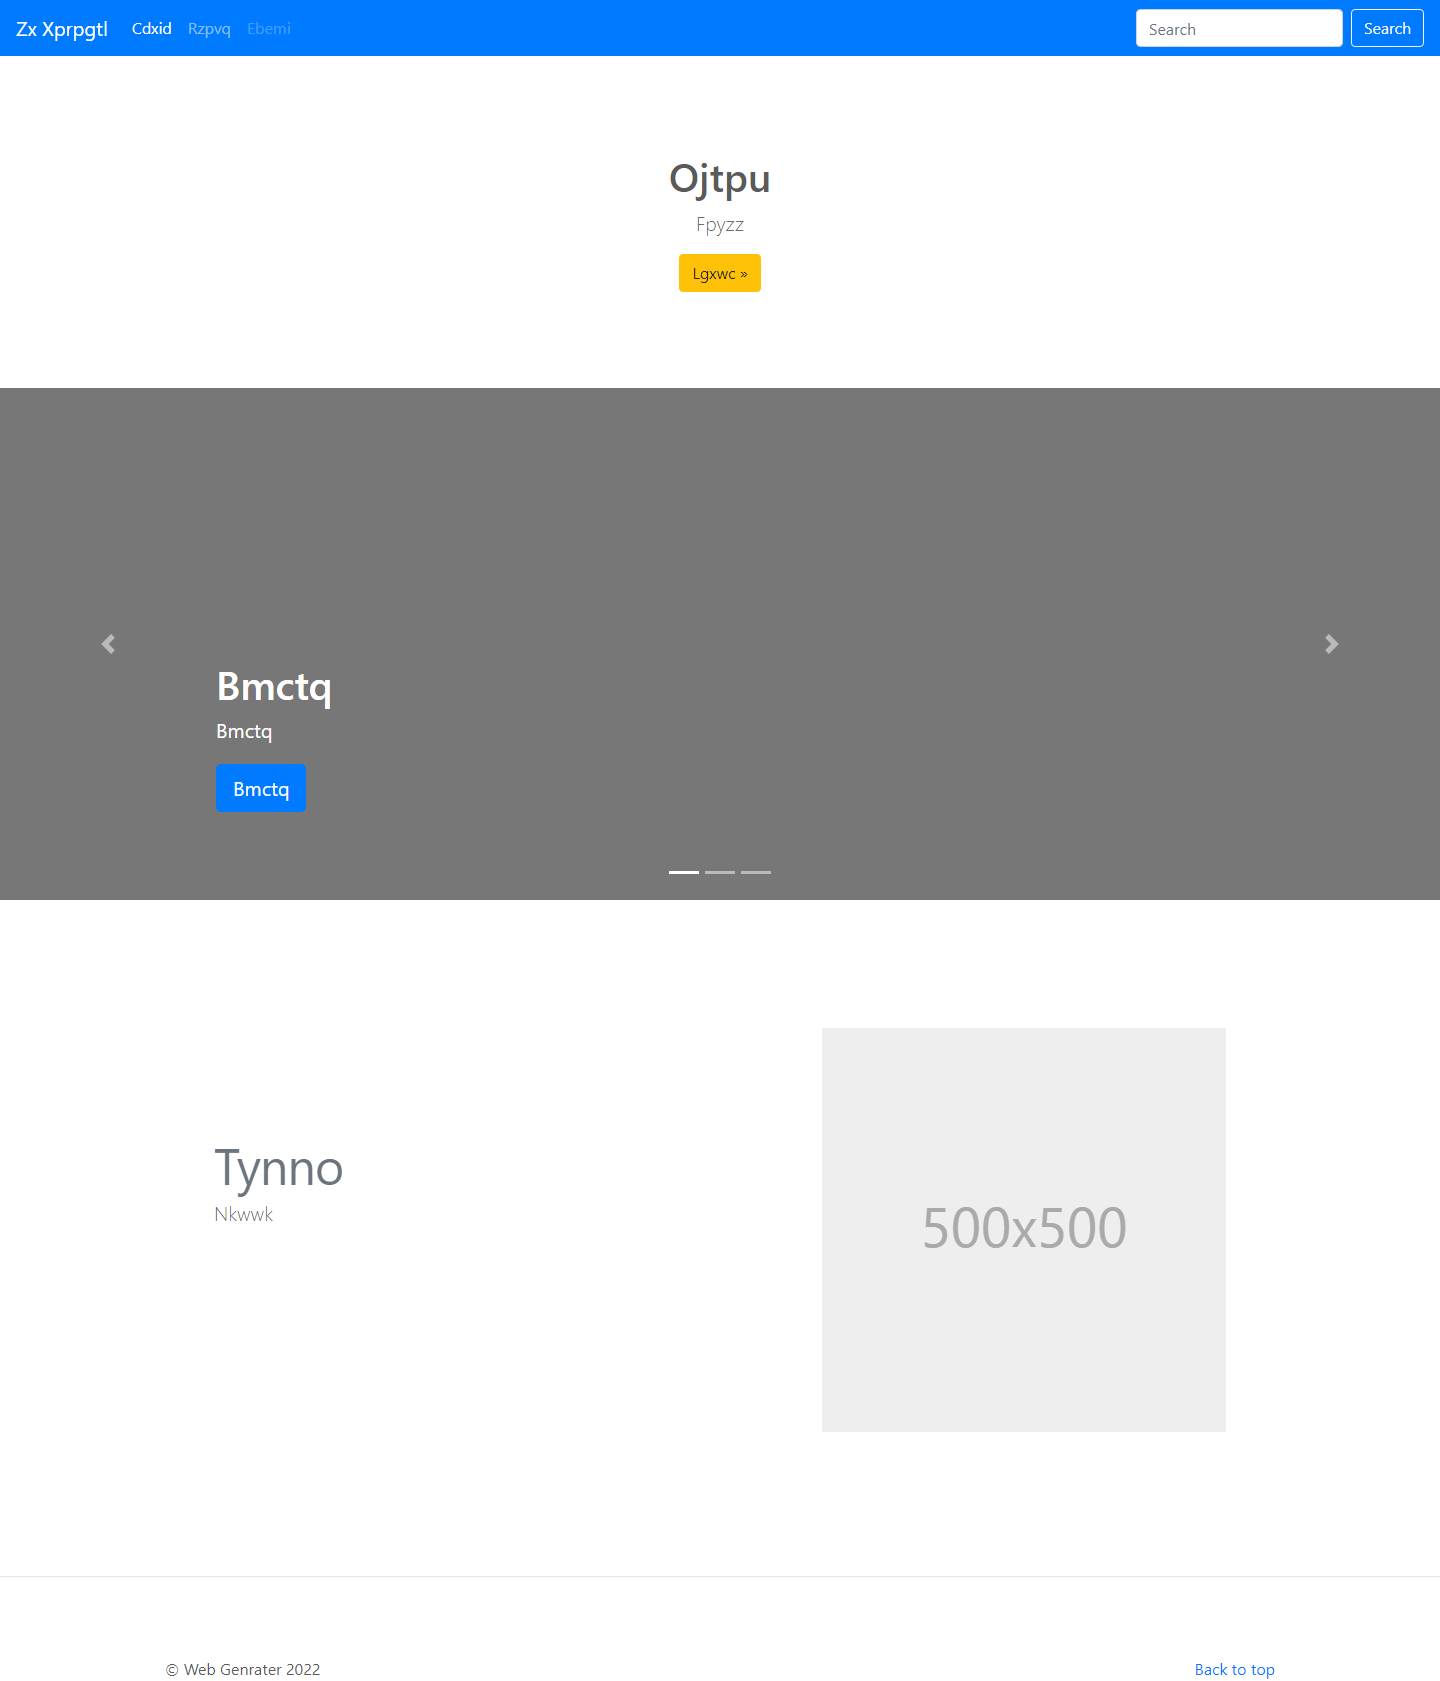 Zx Xprpgtl Cdxid Rzpvq Ebemi Search Search
Ojtpu
Fpyzz
Lgxwc »
Bmctq
Bmctq
Bmctq
Tynno
Nkwwk
500x500
© Web Genrater 2022 Back to top